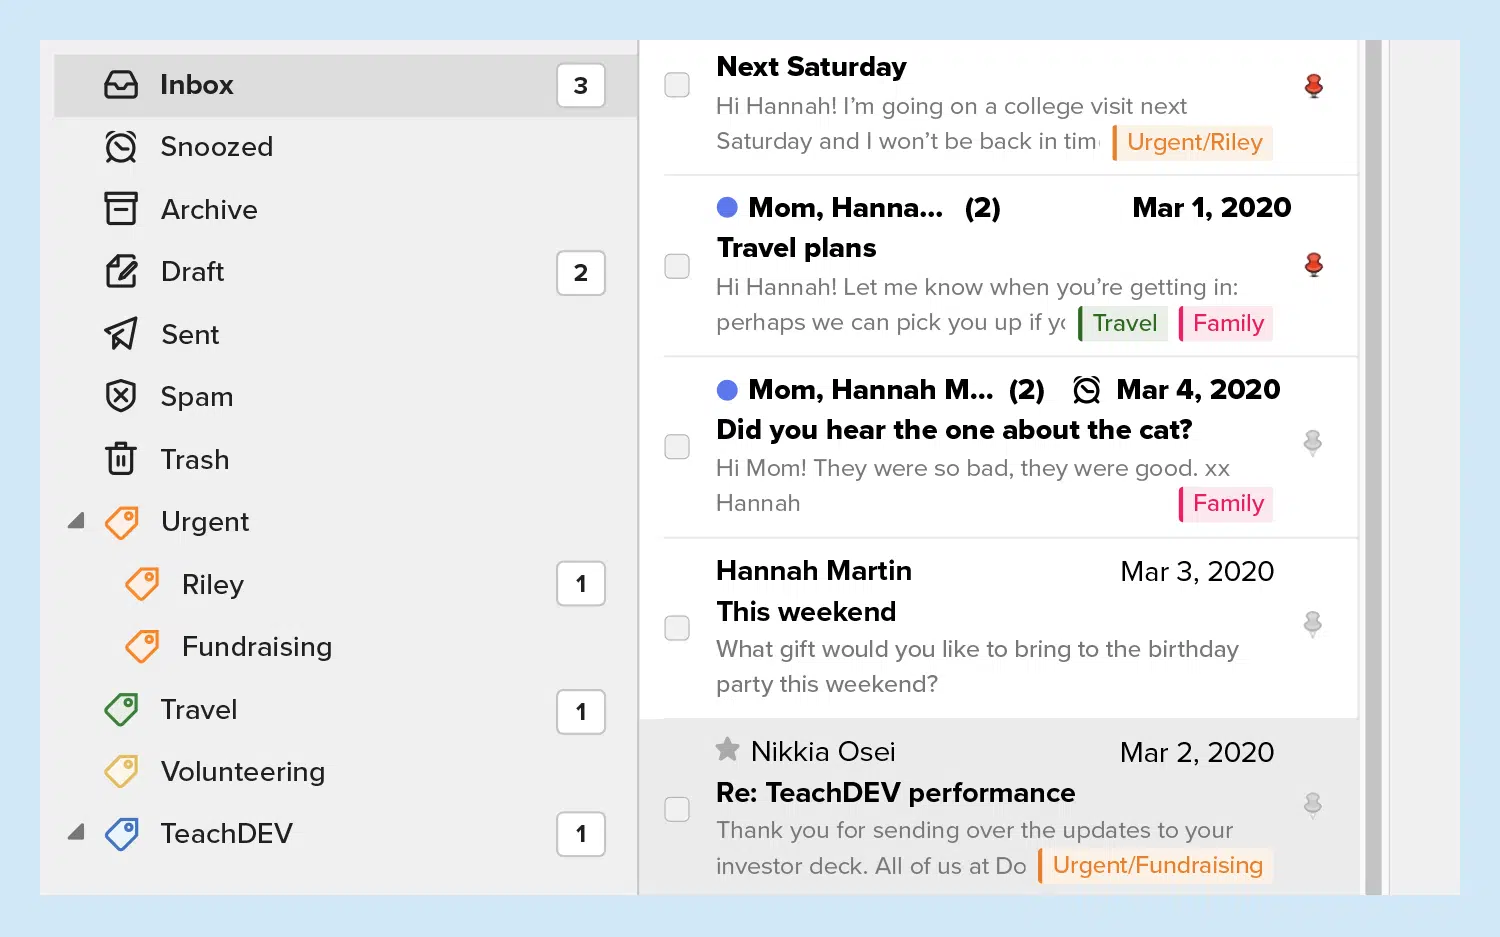 Inbox 3
Snoozed
Archive
Draft 2
Sent
Spam
Trash
Urgent
Riley 1
Fundraising
Travel 1
Volunteering
TeachDEV 1
Next Saturday
Hi Hannah! I’m going on a college visit next
Saturday and I won’t be back in tim Urgent/Riley
Mom, Hanna... (2) Mar 1, 2020
Travel plans
Hi Hannah! Let me know when you’re getting in:
perhaps we can pick you up if yo Travel Family
Mom, Hannah M... (2) Mar 4, 2020
Did you hear the one about the cat?
Hi Mom! They were so bad, they were good. xx
Hannah Family
Hannah Martin Mar 3, 2020
This weekend
What gift would you like to bring to the birthday
party this weekend?
Nikkia Osei Mar 2, 2020
Re: TeachDEV performance
Thank you for sending over the updates to your
investor deck. All of us at Do Urgent/Fundraising